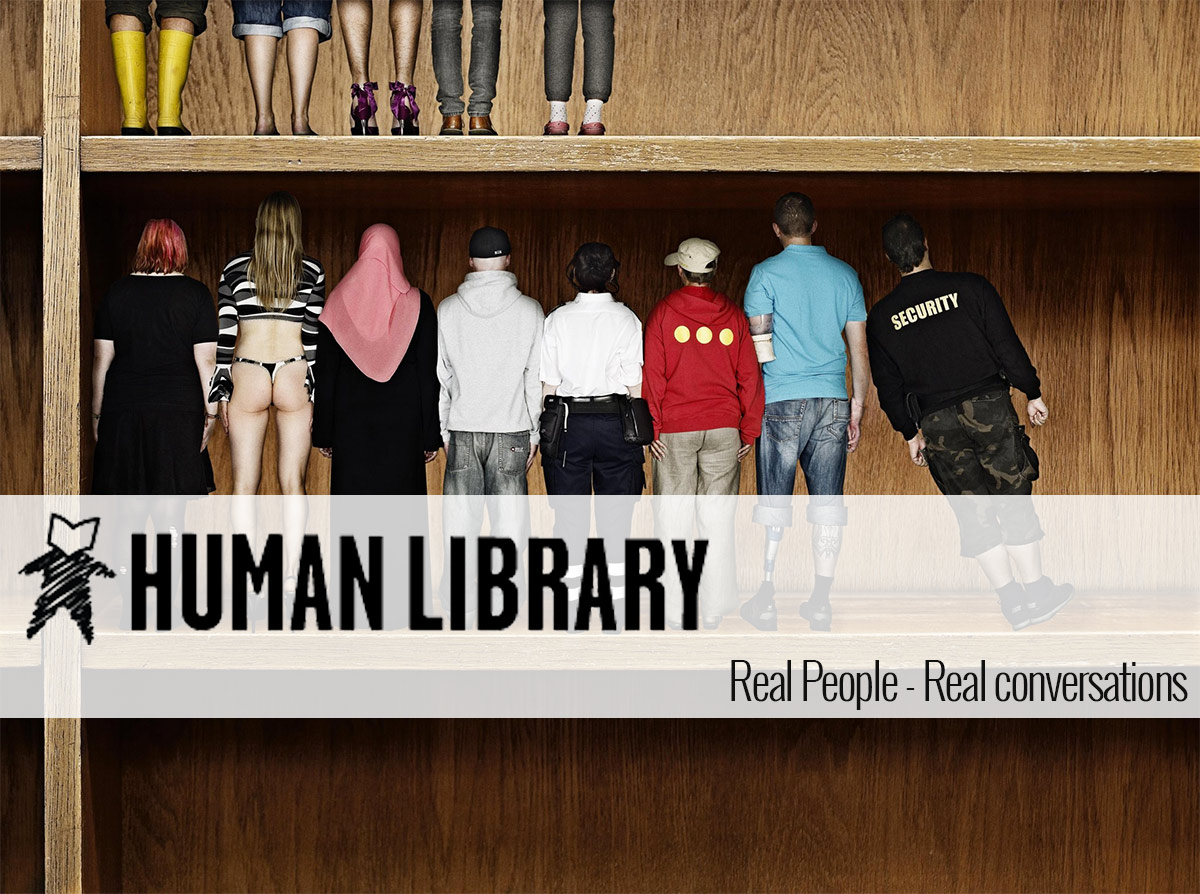 SECURITY
HUMAN LIBRARY
Real People - Real conversations